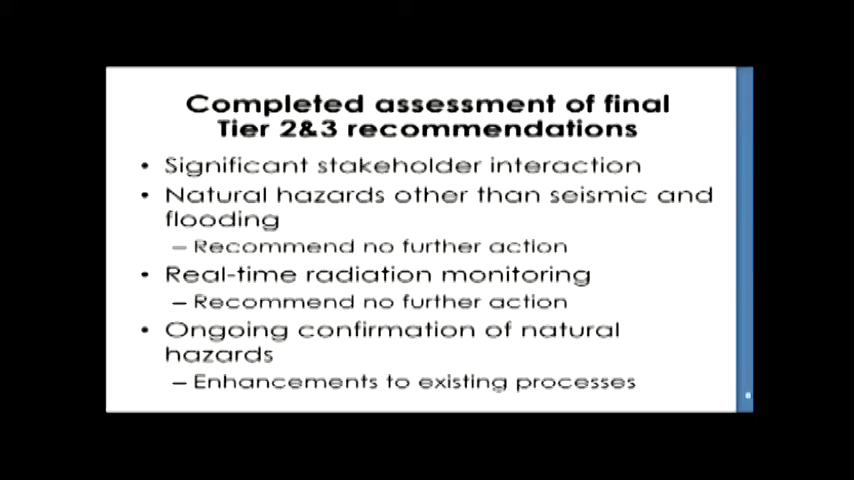 Completed assessment of final
Tier 2&3 recommendations
• Significant stakeholder interaction
• Natural hazards other than seismic and
flooding
– Recommend no further action
• Real-time radiation monitoring
– Recommend no further action
• Ongoing confirmation of natural
hazards
– Enhancements to existing processes